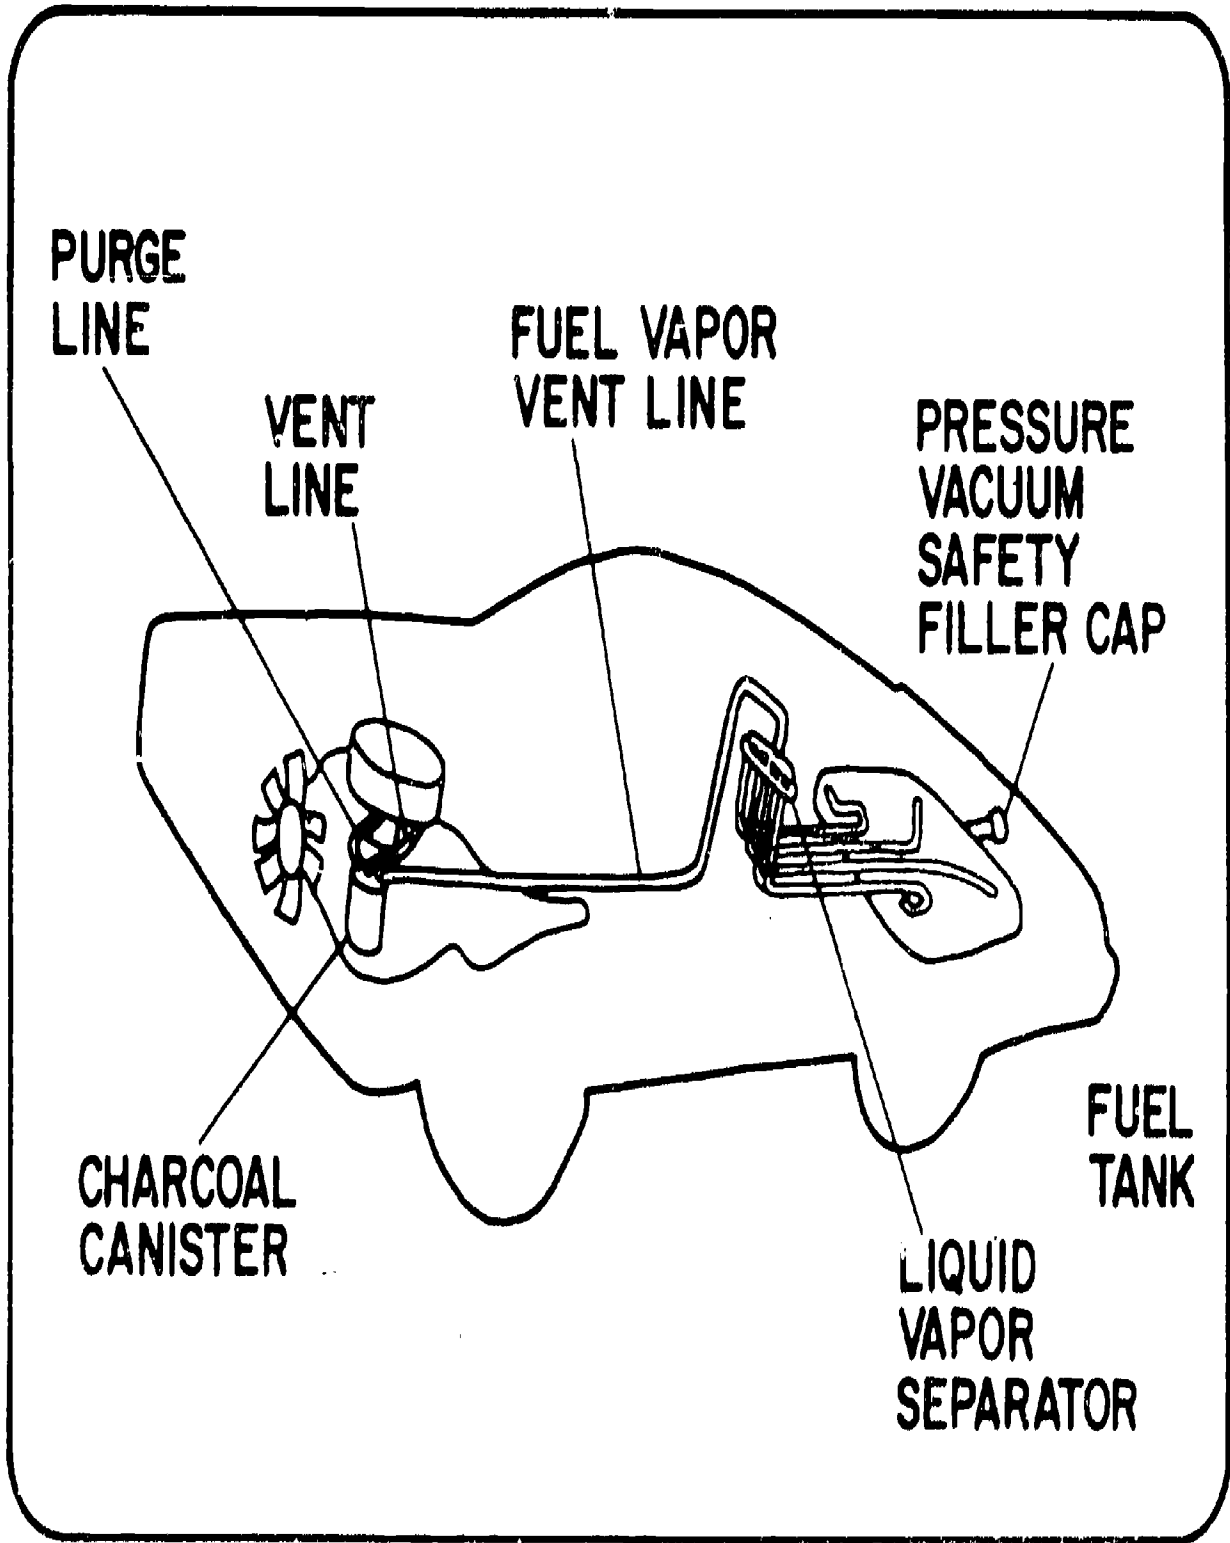 PURGE
LINE
VENT
LINE
FUEL VAPOR
VENT LINE
PRESSURE
VACUUM
SAFETY
FILLER CAP
CHARCOAL
CANISTER
FUEL
TANK
LIQUID
VAPOR
SEPARATOR